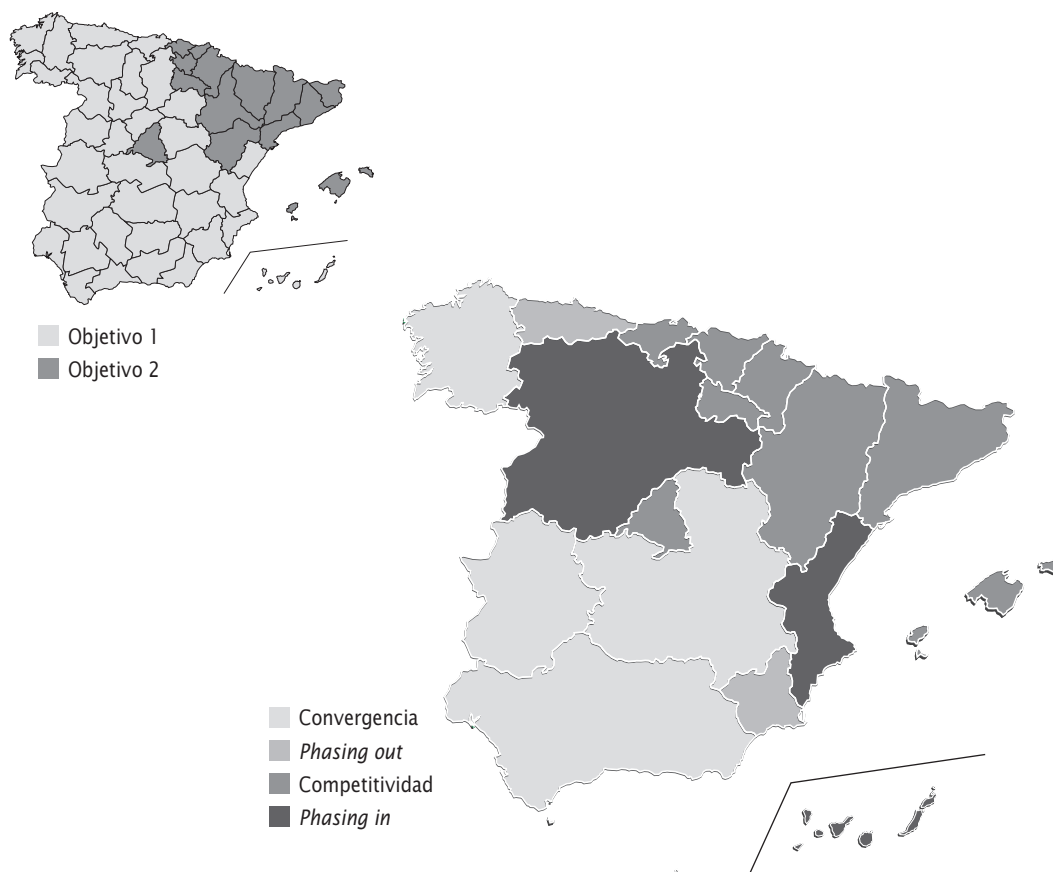 Objetivo 1
Objetivo 2
Convergencia
Phasing out
Competitividad
Phasing in